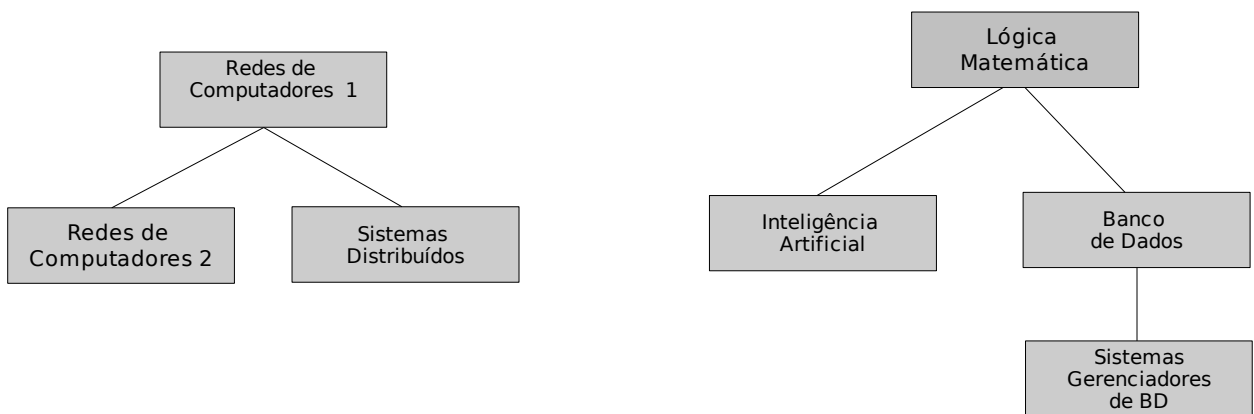 Redes de
Computadores 1
Redes de
Computadores 2
Sistemas
Distribuídos
Lógica
Matemática
Inteligência
Artificial
Banco
de Dados
Sistemas
Gerenciadores
de BD